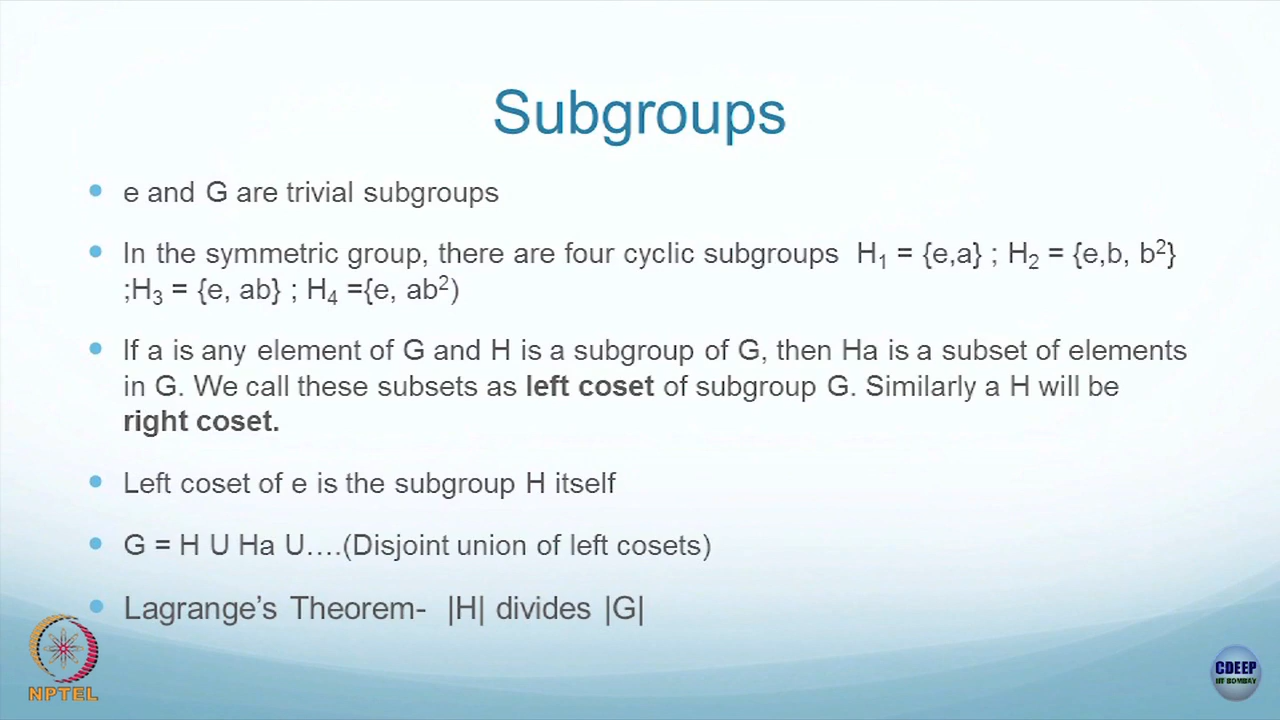 Subgroups
e and G are trivial subgroups
In the symmetric group, there are four cyclic subgroups H₁ = {e,a} ; H₂ = {e,b, b²}
;H₃ = {e, ab} ; H₄ ={e, ab²)
If a is any element of G and H is a subgroup of G, then Ha is a subset of elements
in G. We call these subsets as left coset of subgroup G. Similarly a H will be
right coset.
Left coset of e is the subgroup H itself
G = H U Ha U….(Disjoint union of left cosets)
Lagrange’s Theorem- |H| divides |G|
NPTEL
CDEEP
IIT BOMBAY